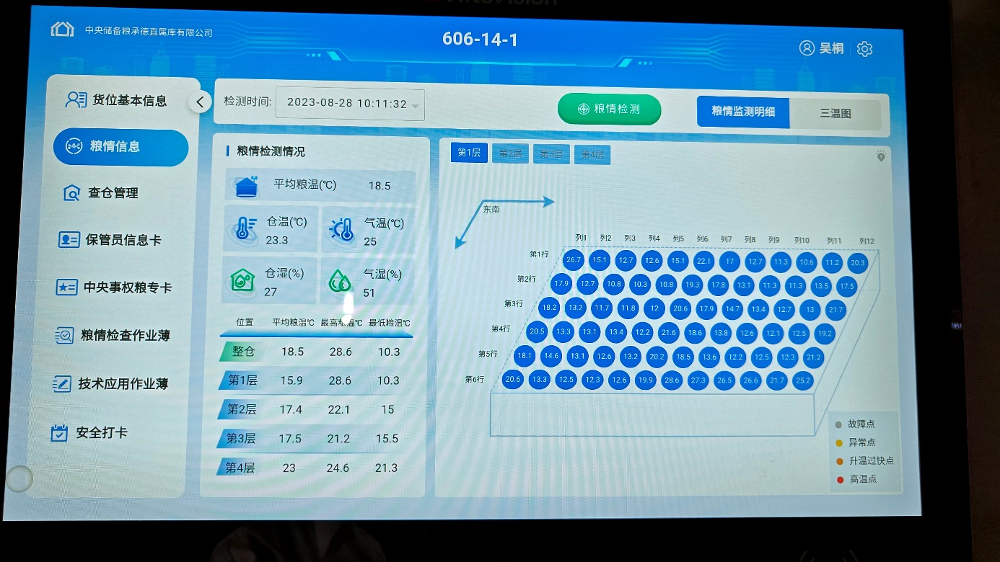 中央储备粮承德直属库有限公司
606-14-1
吴桐
货位基本信息
粮情信息
查仓管理
保管员信息卡
中央事权粮专卡
粮情检查作业薄
技术应用作业薄
安全打卡
检测时间: 2023-08-28 10:11:32
粮情检测
粮情监测明细
三温图
粮情检测情况
平均粮温(℃) 18.5
仓温(℃) 23.3
气温(℃) 25
仓湿(%) 27
气湿(%) 51
位置 平均粮温℃ 最高粮温℃ 最低粮温℃
整仓 18.5 28.6 10.3
第1层 15.9 28.6 10.3
第2层 17.4 22.1 15
第3层 17.5 21.2 15.5
第4层 23 24.6 21.3
第1层 第2层 第3层 第4层
东南
列1 列2 列3 列4 列5 列6 列7 列8 列9 列10 列11 列12
第1行 26.7 15.1 12.7 12.6 15.1 22.1 17 12.7 11.3 10.6 11.2 20.3
第2行 17.9 12.7 10.8 10.3 10.8 19.3 17.8 13.1 11.3 11.3 13.5 17.5
第3行 18.2 13.2 11.7 11.8 12 20.6 17.9 14.7 13.4 12.7 13 21.7
第4行 20.5 13.3 13.1 13.4 12.2 21.6 18.6 13.8 12.6 12.1 12.5 19.2
第5行 18.1 14.6 13.1 12.6 13.2 20.2 18.5 13.6 12.2 12.5 12.3 21.2
第6行 20.6 13.3 12.5 12.3 12.6 19.9 28.6 27.3 26.5 26.6 21.7 25.2
故障点
异常点
升温过快点
高温点